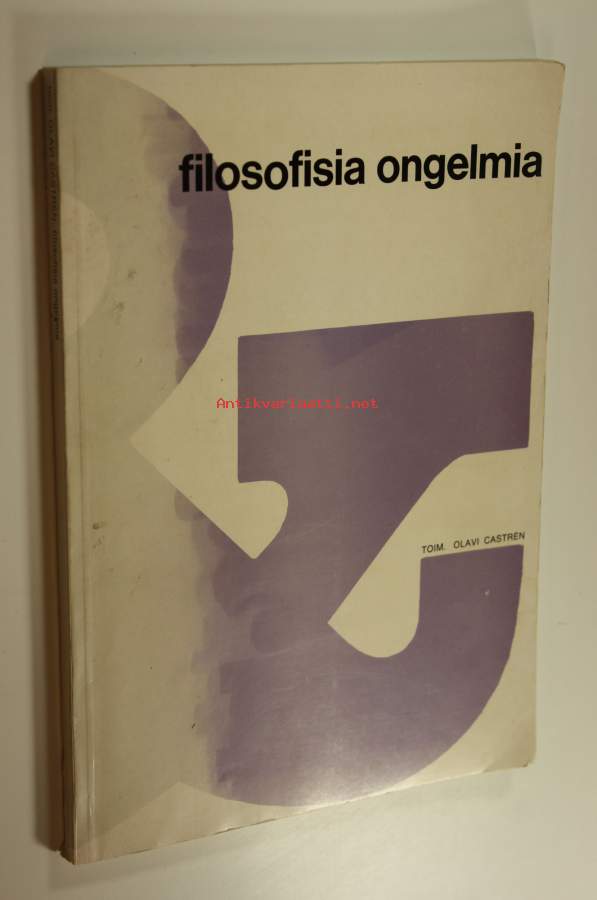 filosofisia ongelmia
Antikvariaatti.net
TOIM. OLAVI CASTRÉN